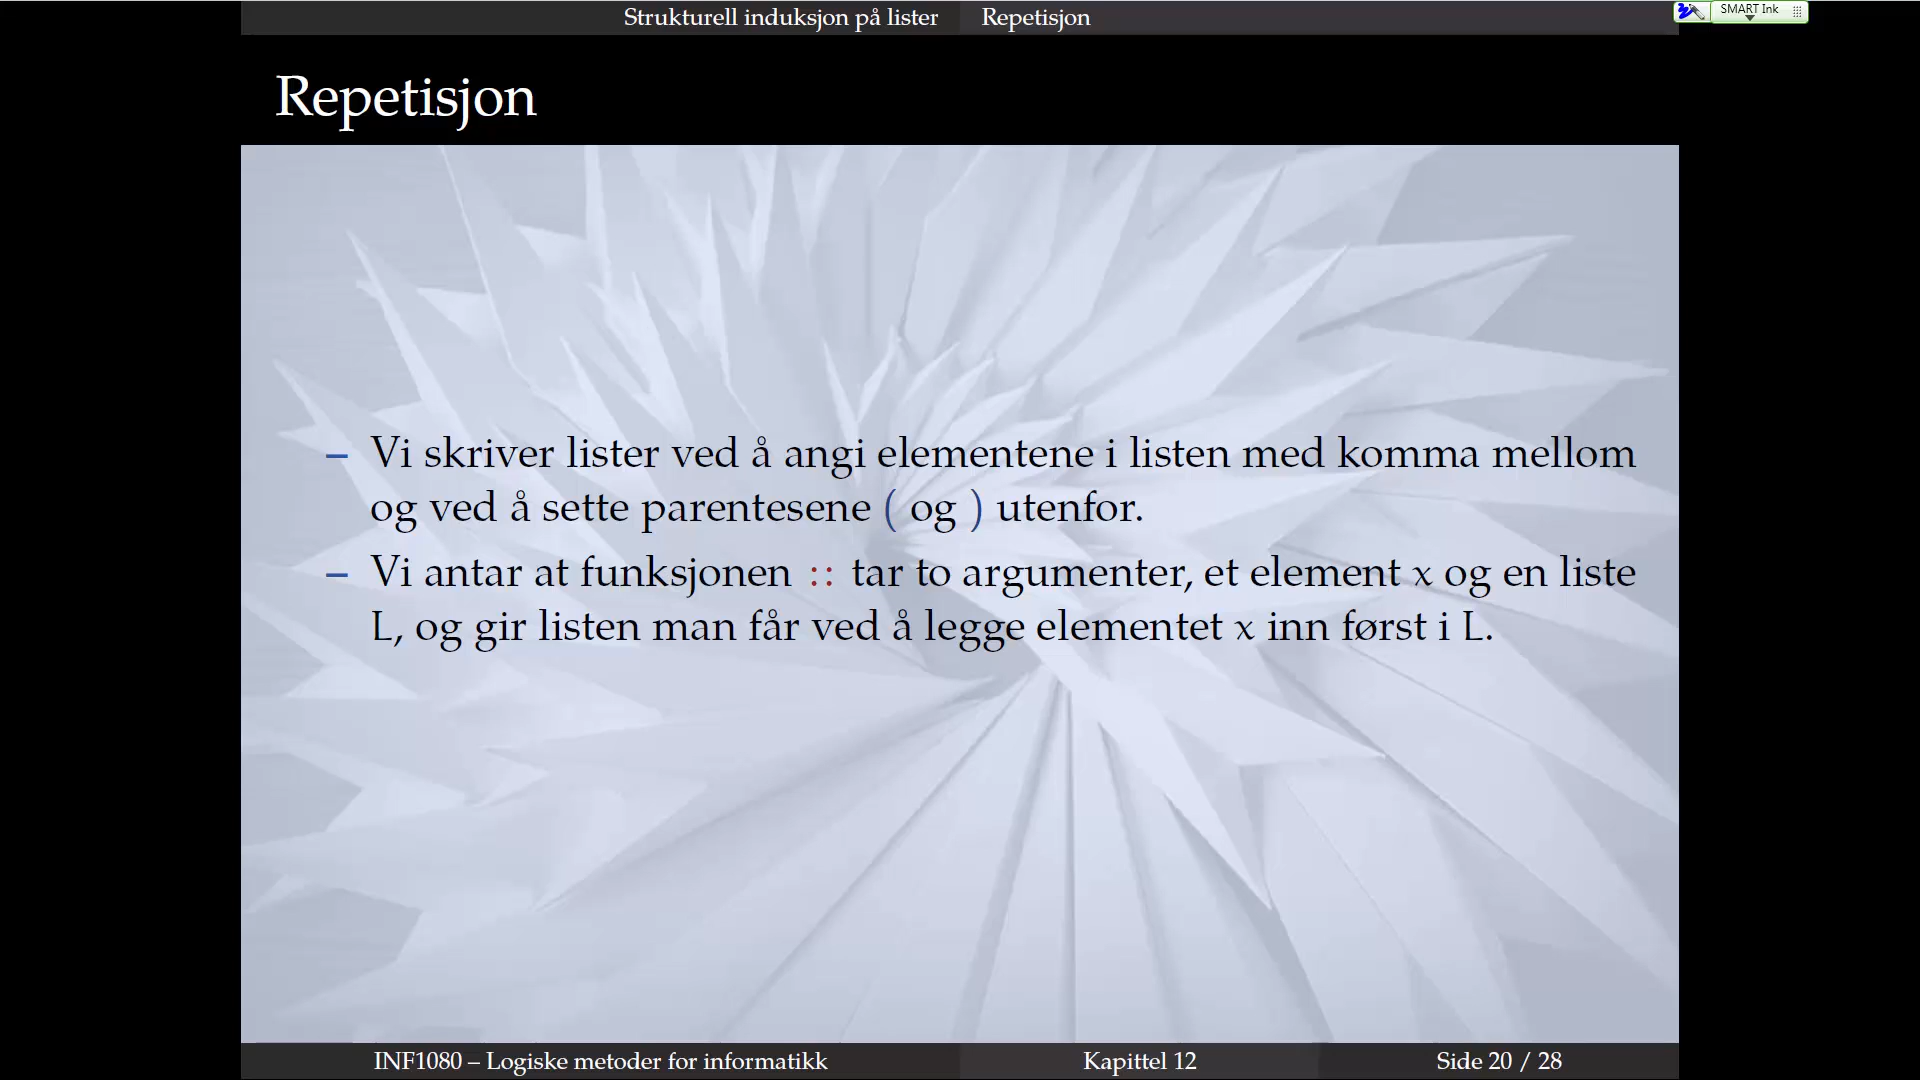 Strukturell induksjon på lister Repetisjon
SMART Ink
Repetisjon
– Vi skriver lister ved å angi elementene i listen med komma mellom
og ved å sette parentesene ( og ) utenfor.
– Vi antar at funksjonen :: tar to argumenter, et element x og en liste
L, og gir listen man får ved å legge elementet x inn først i L.
INF1080 – Logiske metoder for informatikk Kapittel 12 Side 20 / 28